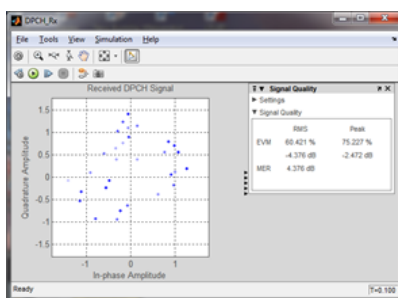 DPCH_Rx
File Tools View Simulation Help
Received DPCH Signal
Quadrature Amplitude
1.5
1
0.5
0
-0.5
-1
-1.5
-1 0 1
In-phase Amplitude
Signal Quality
Settings
Signal Quality
RMS Peak
EVM 60.421 % 75.227 %
-4.376 dB -2.472 dB
MER 4.376 dB
Ready T=0.100